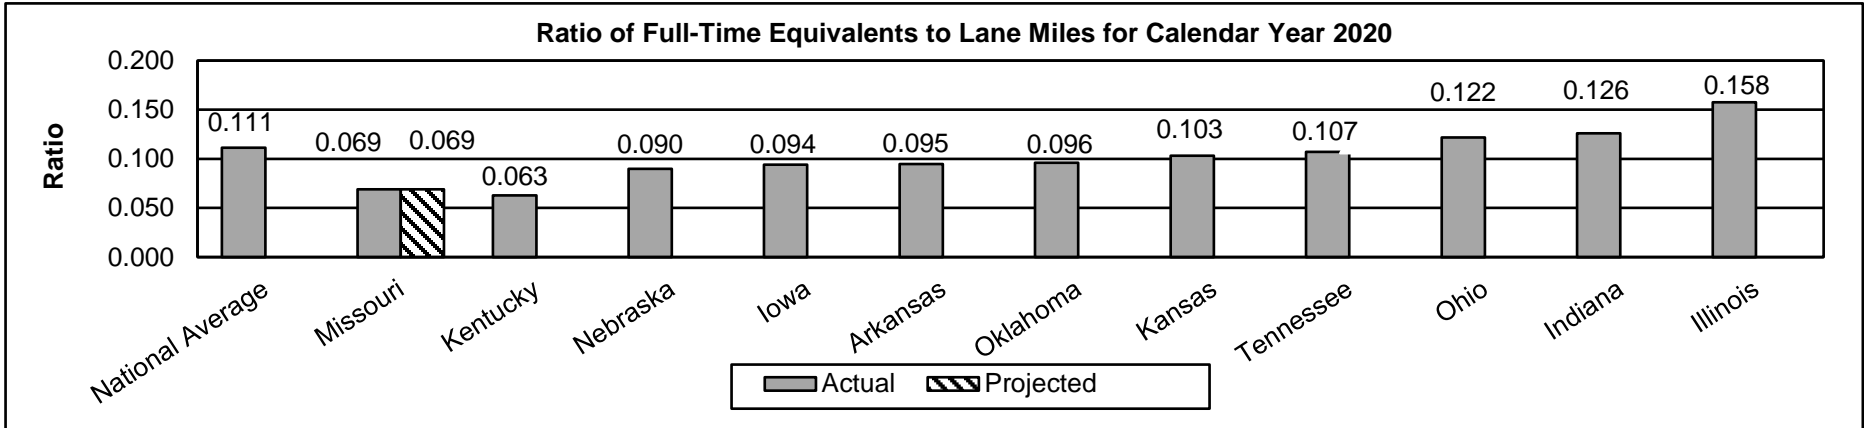 Ratio of Full-Time Equivalents to Lane Miles for Calendar Year 2020
Ratio
0.200
0.150
0.100
0.050
0.000
0.111
0.069
0.069
0.063
0.090
0.094
0.095
0.096
0.103
0.107
0.122
0.126
0.158
National Average
Missouri
Kentucky
Nebraska
Iowa
Arkansas
Oklahoma
Kansas
Tennessee
Ohio
Indiana
Illinois
Actual
Projected